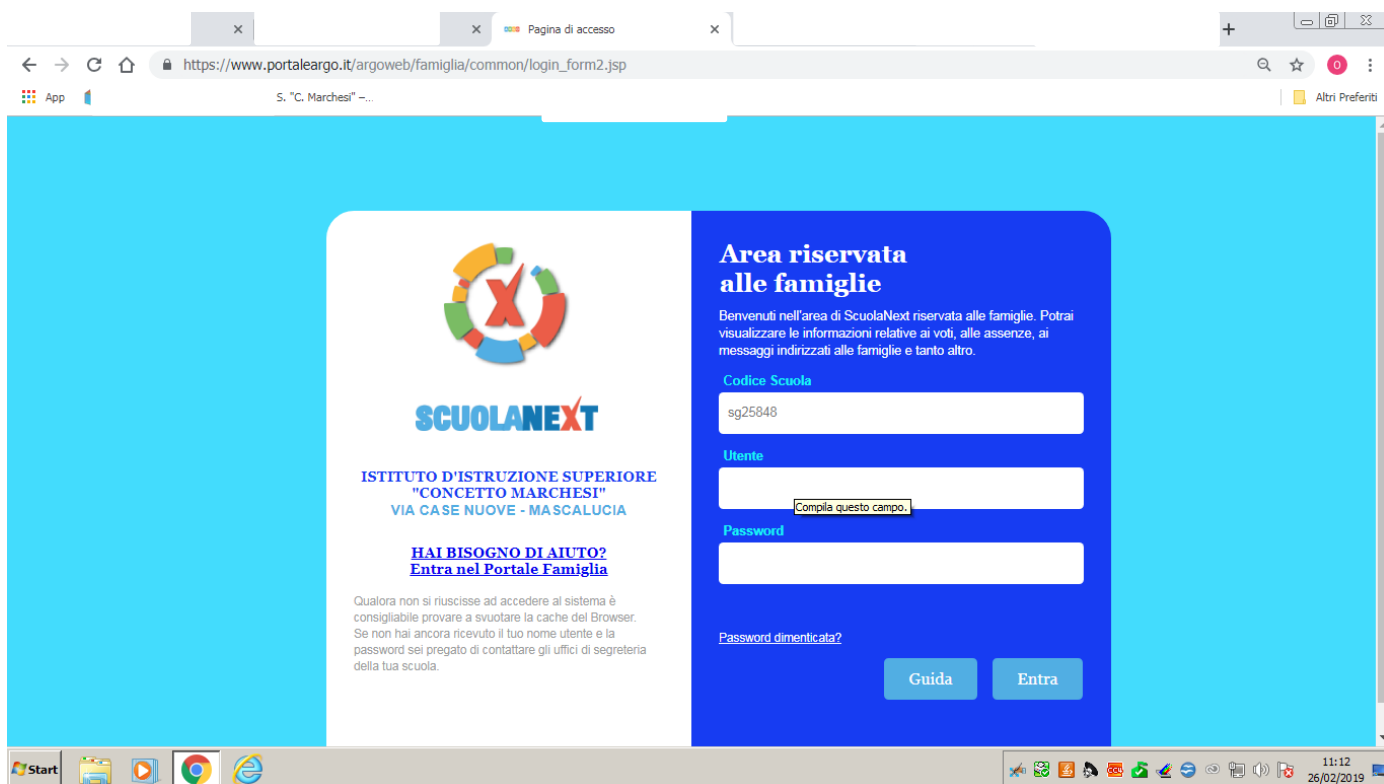 Pagina di accesso
https://www.portaleargo.it/argoweb/famiglia/common/login_form2.jsp
App
S. "C. Marchesi" –...
Altri Preferiti
SCUOLANEXT
ISTITUTO D'ISTRUZIONE SUPERIORE
"CONCETTO MARCHESI"
VIA CASE NUOVE - MASCALUCIA
HAI BISOGNO DI AIUTO?
Entra nel Portale Famiglia
Qualora non si riuscisse ad accedere al sistema è
consigliabile provare a svuotare la cache del Browser.
Se non hai ancora ricevuto il tuo nome utente e la
password sei pregato di contattare gli uffici di segreteria
della tua scuola.
Area riservata
alle famiglie
Benvenuti nell'area di ScuolaNext riservata alle famiglie. Potrai
visualizzare le informazioni relative ai voti, alle assenze, ai
messaggi indirizzati alle famiglie e tanto altro.
Codice Scuola
sg25848
Utente
Compila questo campo.
Password
Password dimenticata?
Guida
Entra
Start
11:12
26/02/2019